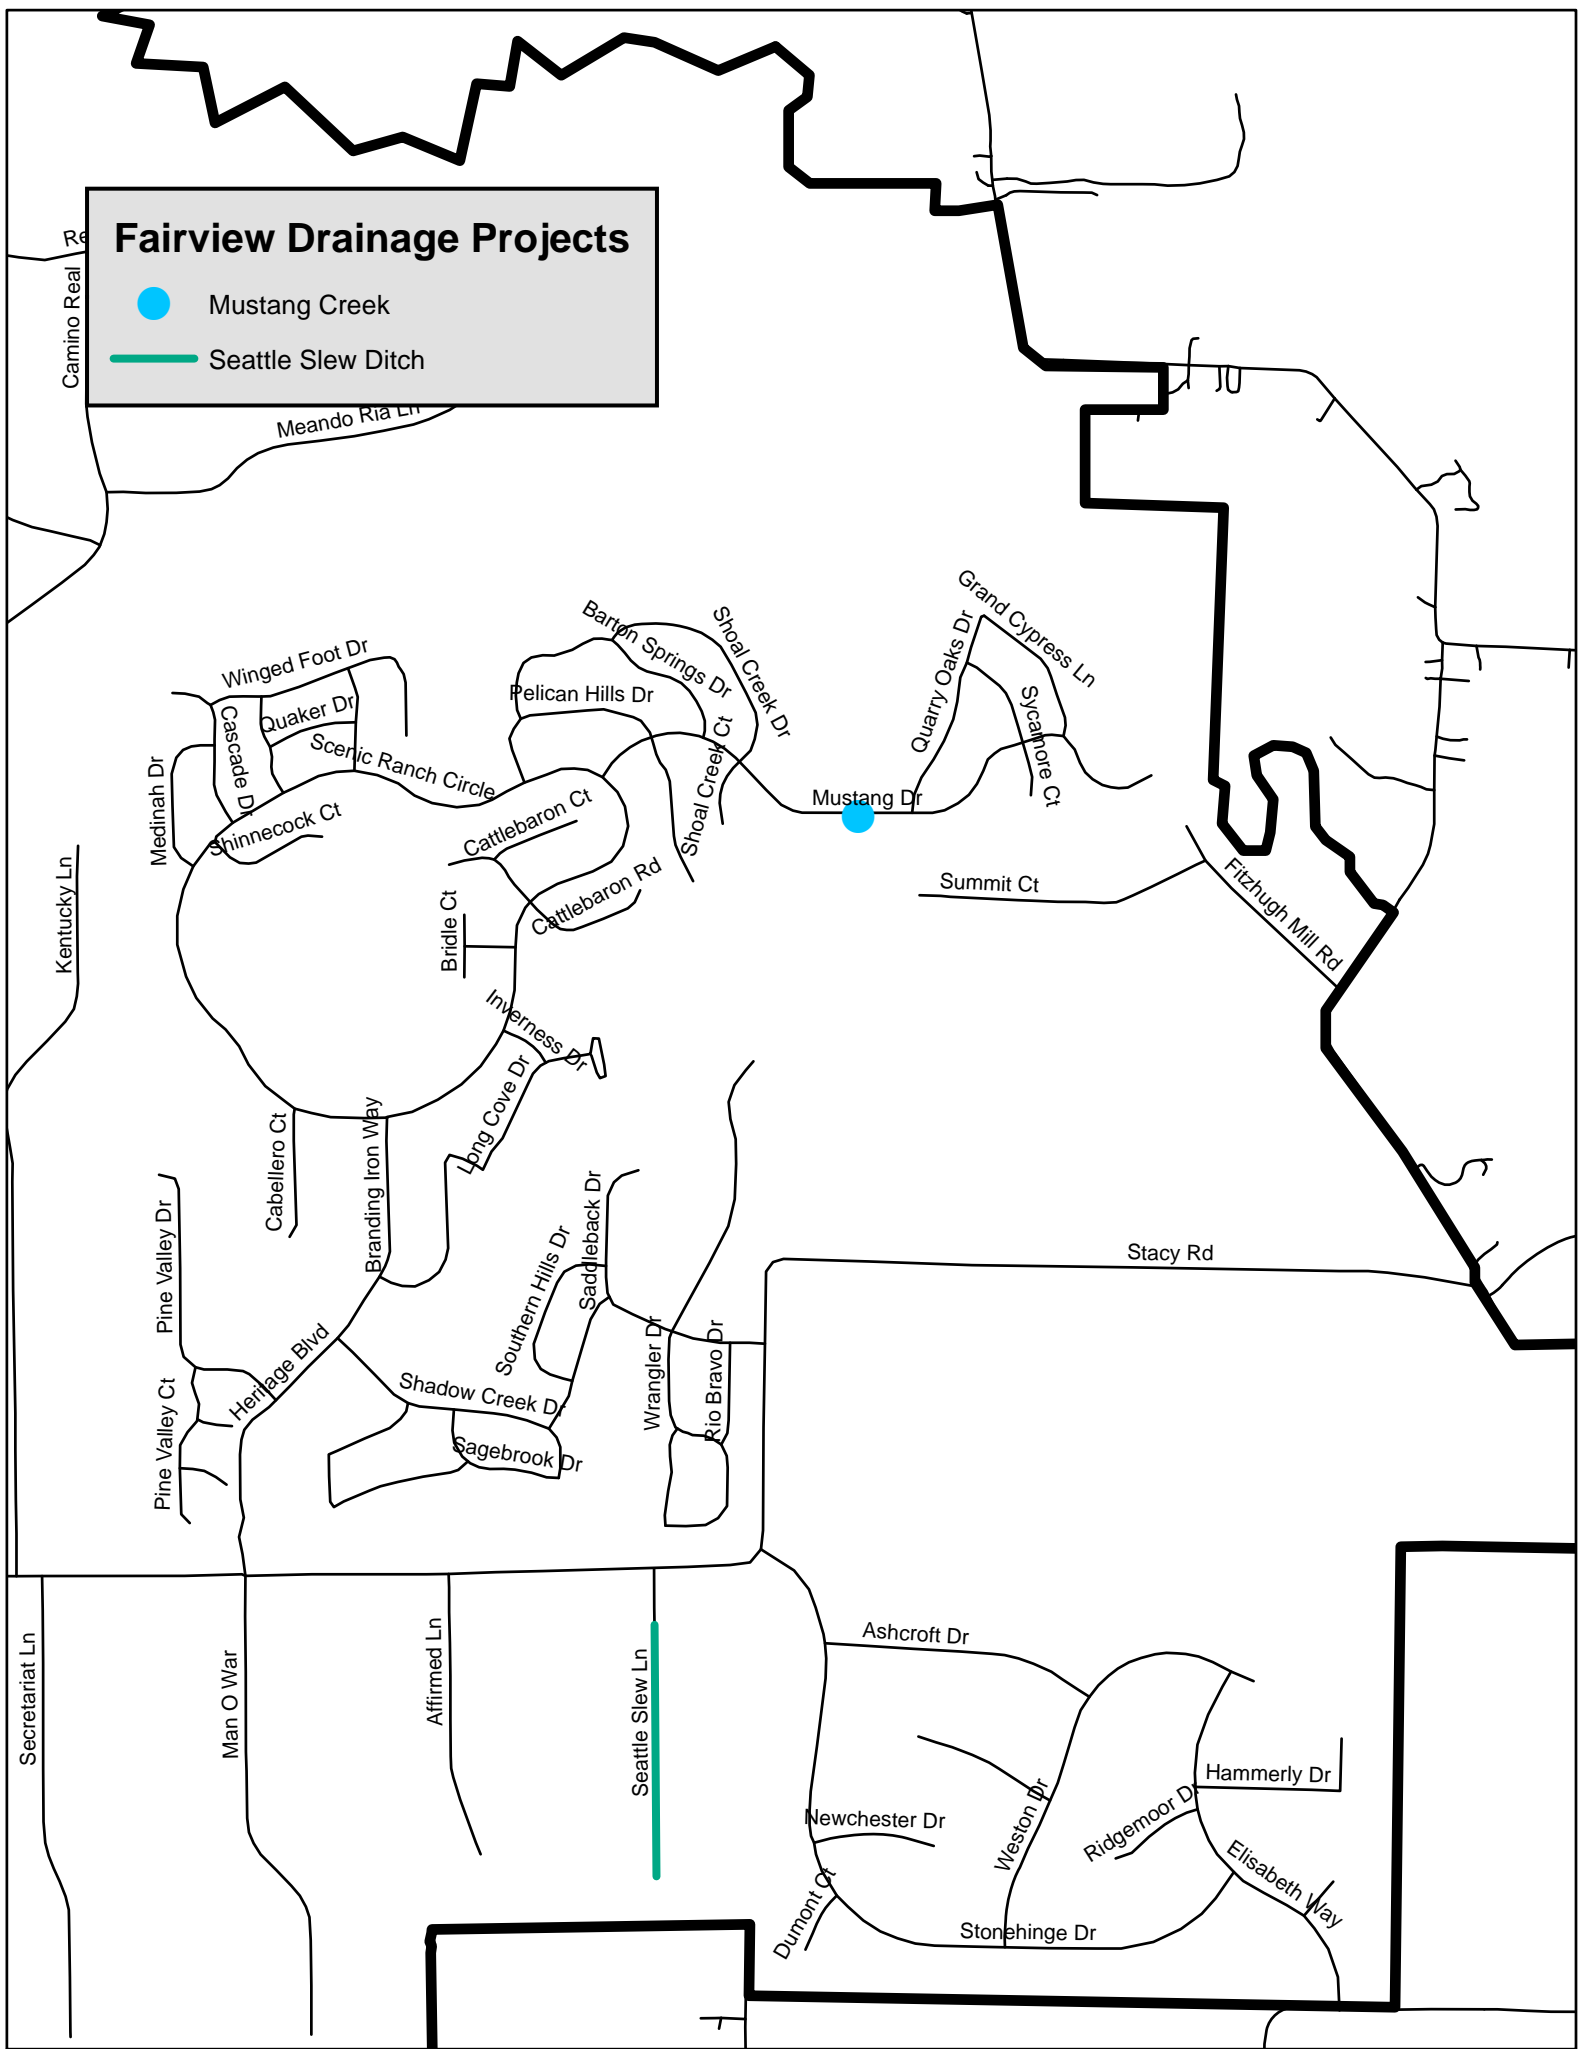 Fairview Drainage Projects
Mustang Creek
Seattle Slew Ditch
Re
Camino Real
Meando Ria Ln
Grand Cypress Ln
Barton Springs Dr
Shoal Creek Dr
Quarry Oaks Dr
Winged Foot Dr
Pelican Hills Dr
Sycamore Ct
Quaker Dr
Cascade Dr
Scenic Ranch Circle
Shoal Creek Ct
Medinah Dr
Mustang Dr
Shinnecock Ct
Cattlebaron Ct
Kentucky Ln
Cattlebaron Rd
Summit Ct
Fitzhugh Mill Rd
Bridle Ct
Inverness Dr
Long Cove Dr
Cabellero Ct
Branding Iron Way
Pine Valley Dr
Saddleback Dr
Southern Hills Dr
Stacy Rd
Heritage Blvd
Wrangler Dr
Rio Bravo Dr
Shadow Creek Dr
Pine Valley Ct
Sagebrook Dr
Ashcroft Dr
Secretariat Ln
Man O War
Affirmed Ln
Seattle Slew Ln
Hammerly Dr
Ridgemoor Dr
Newchester Dr
Weston Dr
Elisabeth Way
Dumont Ct
Stonehinge Dr